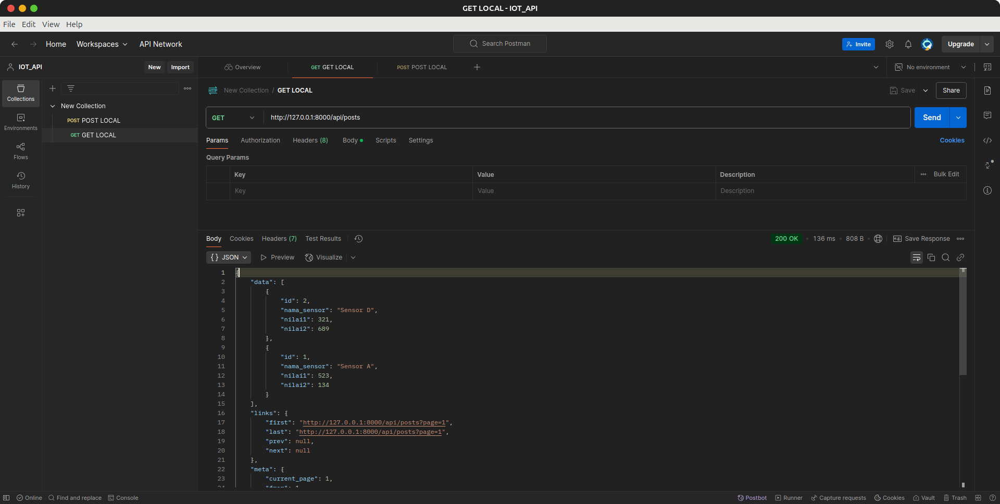 GET LOCAL - IOT_API
File Edit View Help
Home Workspaces API Network Search Postman Invite Upgrade
IOT_API New Import Overview GET GET LOCAL POST POST LOCAL No environment
Collections
Environments
Flows
History
New Collection
POST POST LOCAL
GET GET LOCAL
HTTP New Collection / GET LOCAL Save Share
GET http://127.0.0.1:8000/api/posts Send
Params Authorization Headers (8) Body Scripts Settings Cookies
Query Params
Key Value Description Bulk Edit
Key Value Description
Body Cookies Headers (7) Test Results 200 OK 136 ms 808 B e.g. Save Response
{} JSON Preview Visualize
1 {
2 "data": [
3 {
4 "id": 2,
5 "nama_sensor": "Sensor D",
6 "nilai1": 321,
7 "nilai2": 689
8 },
9 {
10 "id": 1,
11 "nama_sensor": "Sensor A",
12 "nilai1": 523,
13 "nilai2": 134
14 }
15 ],
16 "links": {
17 "first": "http://127.0.0.1:8000/api/posts?page=1",
18 "last": "http://127.0.0.1:8000/api/posts?page=1",
19 "prev": null,
20 "next": null
21 },
22 "meta": {
23 "current_page": 1,
24 "from": 1,
Online Find and replace Console Postbot Runner Capture requests Cookies Vault Trash